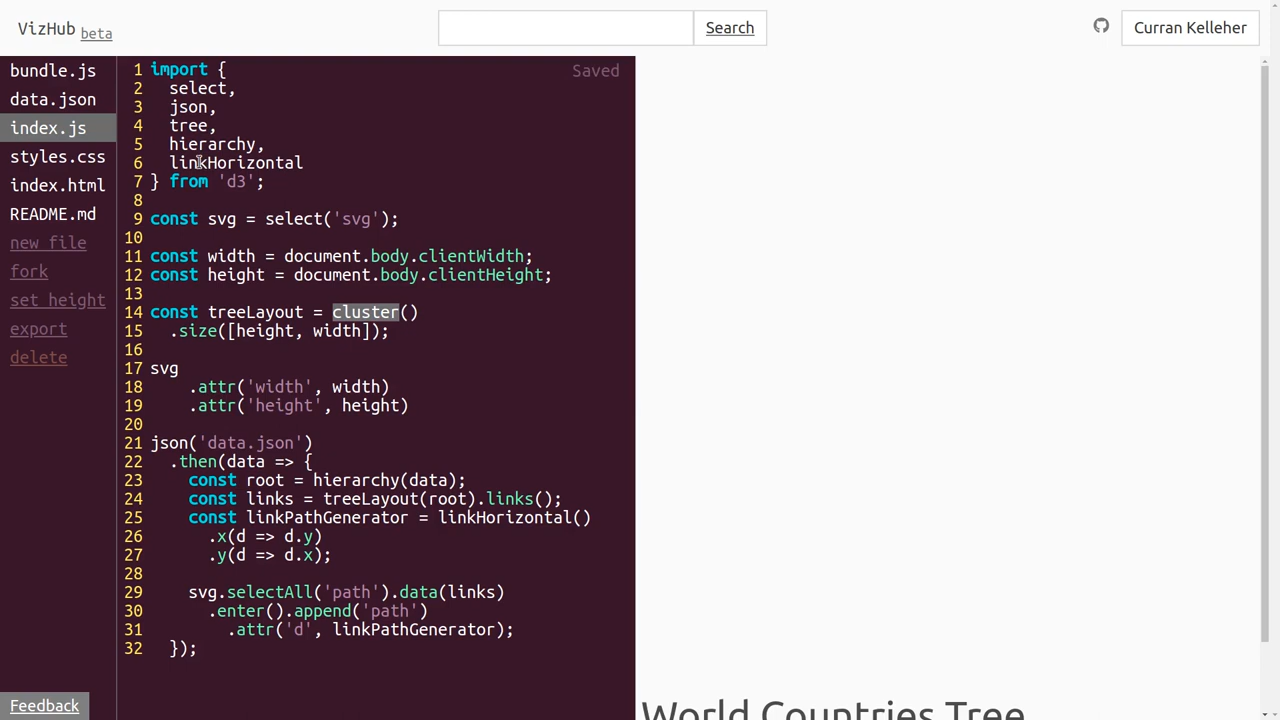 VizHub beta
Search
Curran Kelleher
bundle.js
data.json
index.js
styles.css
index.html
README.md
new file
fork
set height
export
delete
Feedback
Saved
1 import {
2   select,
3   json,
4   tree,
5   hierarchy,
6   linkHorizontal
7 } from 'd3';
8
9 const svg = select('svg');
10
11 const width = document.body.clientWidth;
12 const height = document.body.clientHeight;
13
14 const treeLayout = cluster()
15   .size([height, width]);
16
17 svg
18     .attr('width', width)
19     .attr('height', height)
20
21 json('data.json')
22   .then(data => {
23     const root = hierarchy(data);
24     const links = treeLayout(root).links();
25     const linkPathGenerator = linkHorizontal()
26       .x(d => d.y)
27       .y(d => d.x);
28
29     svg.selectAll('path').data(links)
30       .enter().append('path')
31         .attr('d', linkPathGenerator);
32   });
World Countries Tree